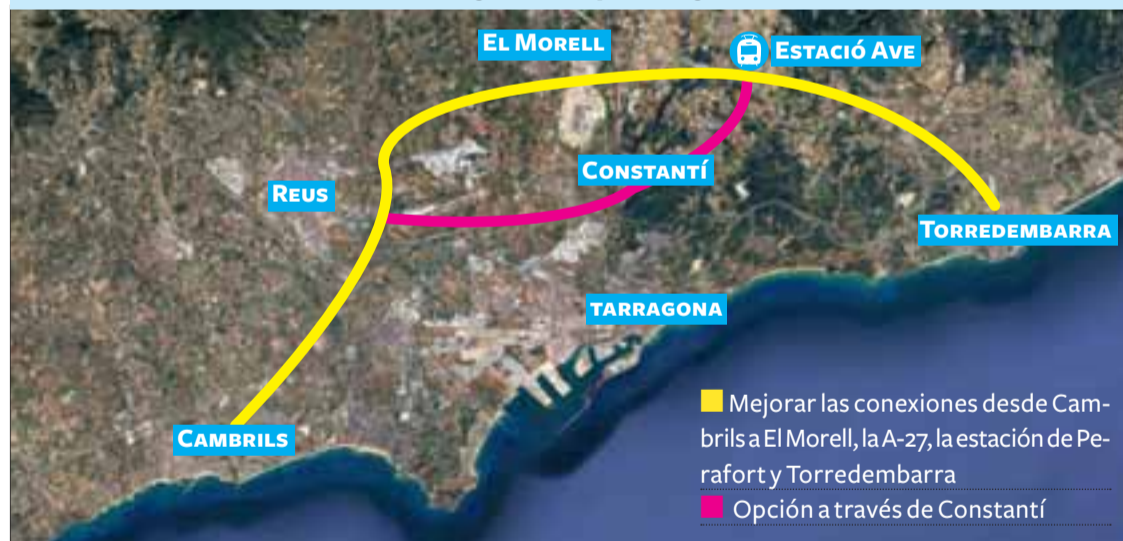 EL MORELL
ESTACIÓ AVE
CONSTANTÍ
REUS
TORREDEMBARRA
TARRAGONA
CAMBRILS
Mejorar las conexiones desde Cam-
brils a El Morell, la A-27, la estación de Pe-
rafort y Torredembarra
Opción a través de Constantí